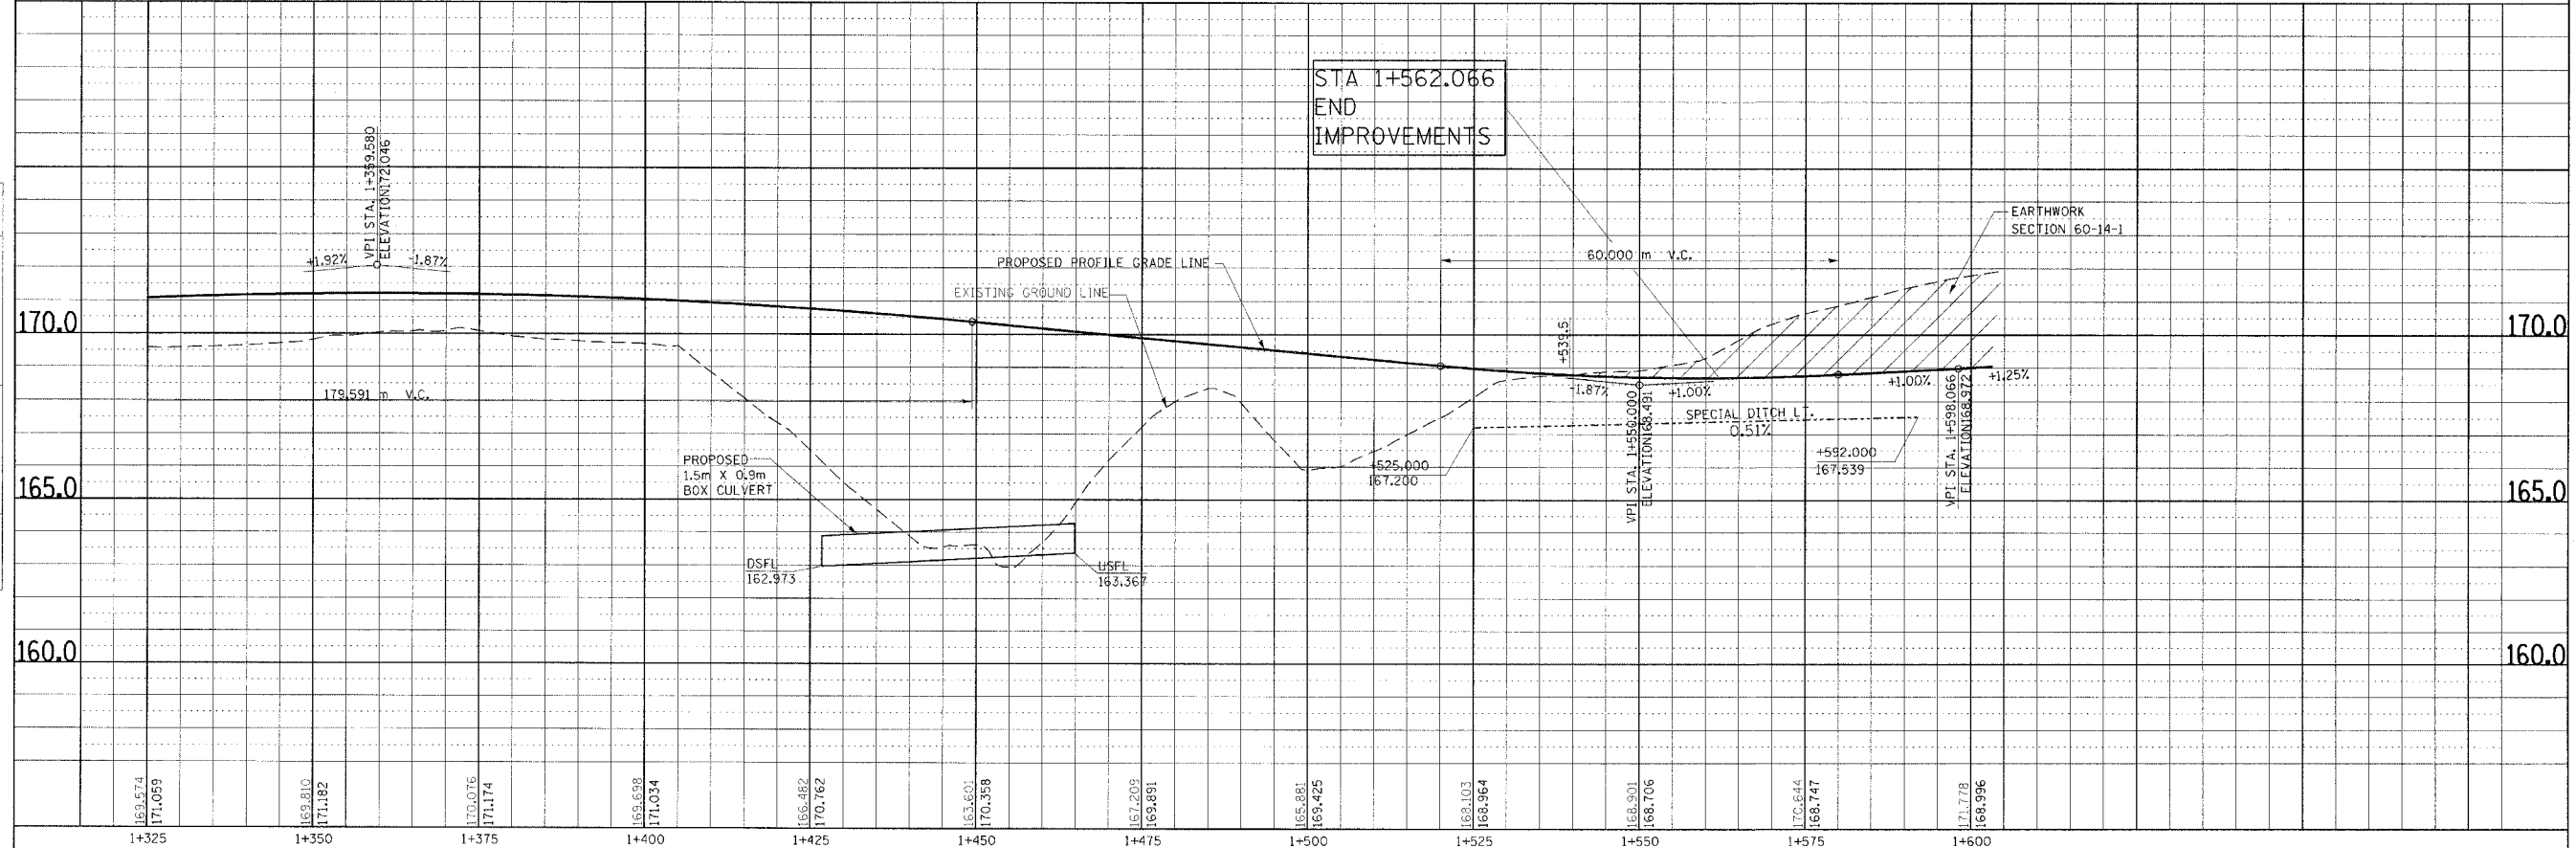 STA 1+562.066
END
IMPROVEMENTS
VPI STA. 1+359.580
ELEVATION172.046
+1.92%
-1.87%
EARTHWORK
SECTION 60-14-1
60.000 m V.C.
PROPOSED PROFILE GRADE LINE
EXISTING GROUND LINE
170.0
170.0
+539.5
179.591 m V.C.
-1.87%
+1.00%
+1.00%
+1.25%
SPECIAL DITCH LT.
0.51%
VPI STA. 1+550.000
ELEVATION168.491
VPI STA. 1+598.066
ELEVATION168.972
PROPOSED
1.5m X 0.9m
BOX CULVERT
+525.000
167.200
+592.000
167.539
165.0
165.0
DSFL
162.973
USFL
163.367
160.0
160.0
169.574
171.059
169.810
171.182
170.076
171.174
169.698
171.034
166.482
170.762
163.601
170.358
167.209
169.891
165.881
169.425
168.103
168.964
168.901
168.706
170.644
168.747
171.778
168.996
1+325
1+350
1+375
1+400
1+425
1+450
1+475
1+500
1+525
1+550
1+575
1+600